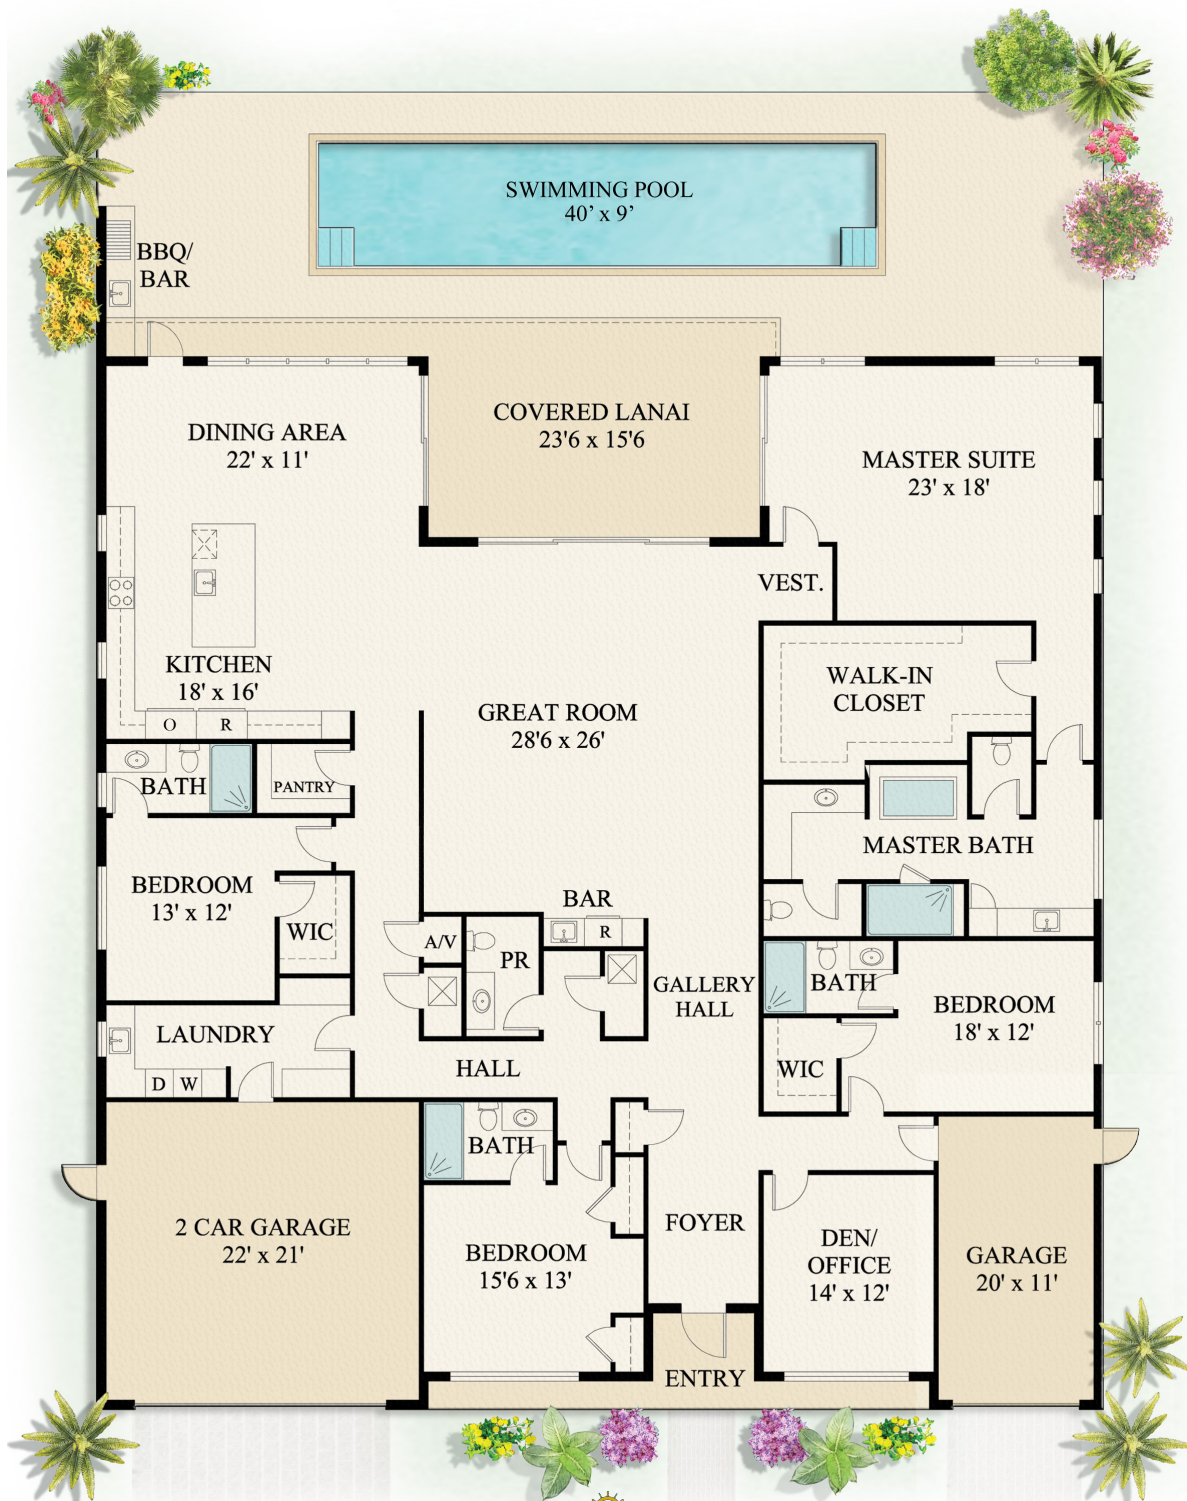 SWIMMING POOL
40’ x 9’
BBQ/
BAR
COVERED LANAI
23'6 x 15'6
DINING AREA
22' x 11'
MASTER SUITE
23' x 18'
VEST.
KITCHEN
18' x 16'
O R
WALK-IN
CLOSET
GREAT ROOM
28'6 x 26'
BATH
PANTRY
MASTER BATH
BEDROOM
13' x 12'
WIC
BAR
R
A/V
PR
GALLERY
HALL
BATH
BEDROOM
18' x 12'
LAUNDRY
D W
HALL
WIC
BATH
2 CAR GARAGE
22' x 21'
BEDROOM
15'6 x 13'
FOYER
DEN/
OFFICE
14' x 12'
GARAGE
20' x 11'
ENTRY